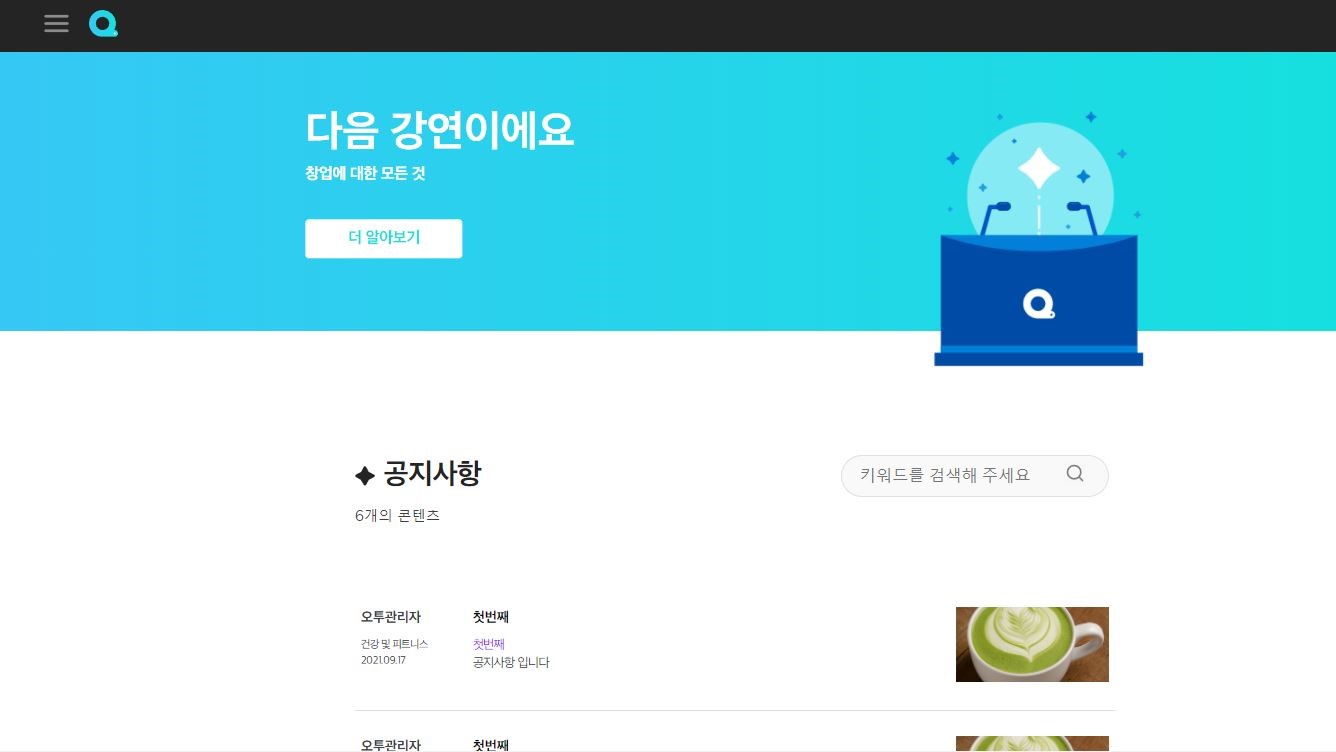 다음 강연이에요
창업에 대한 모든 것
더 알아보기
공지사항
키워드를 검색해 주세요
6개의 콘텐츠
오투관리자
첫번째
건강 및 피트니스
첫번째
2021.09.17
공지사항 입니다
오투관리자
첫번째